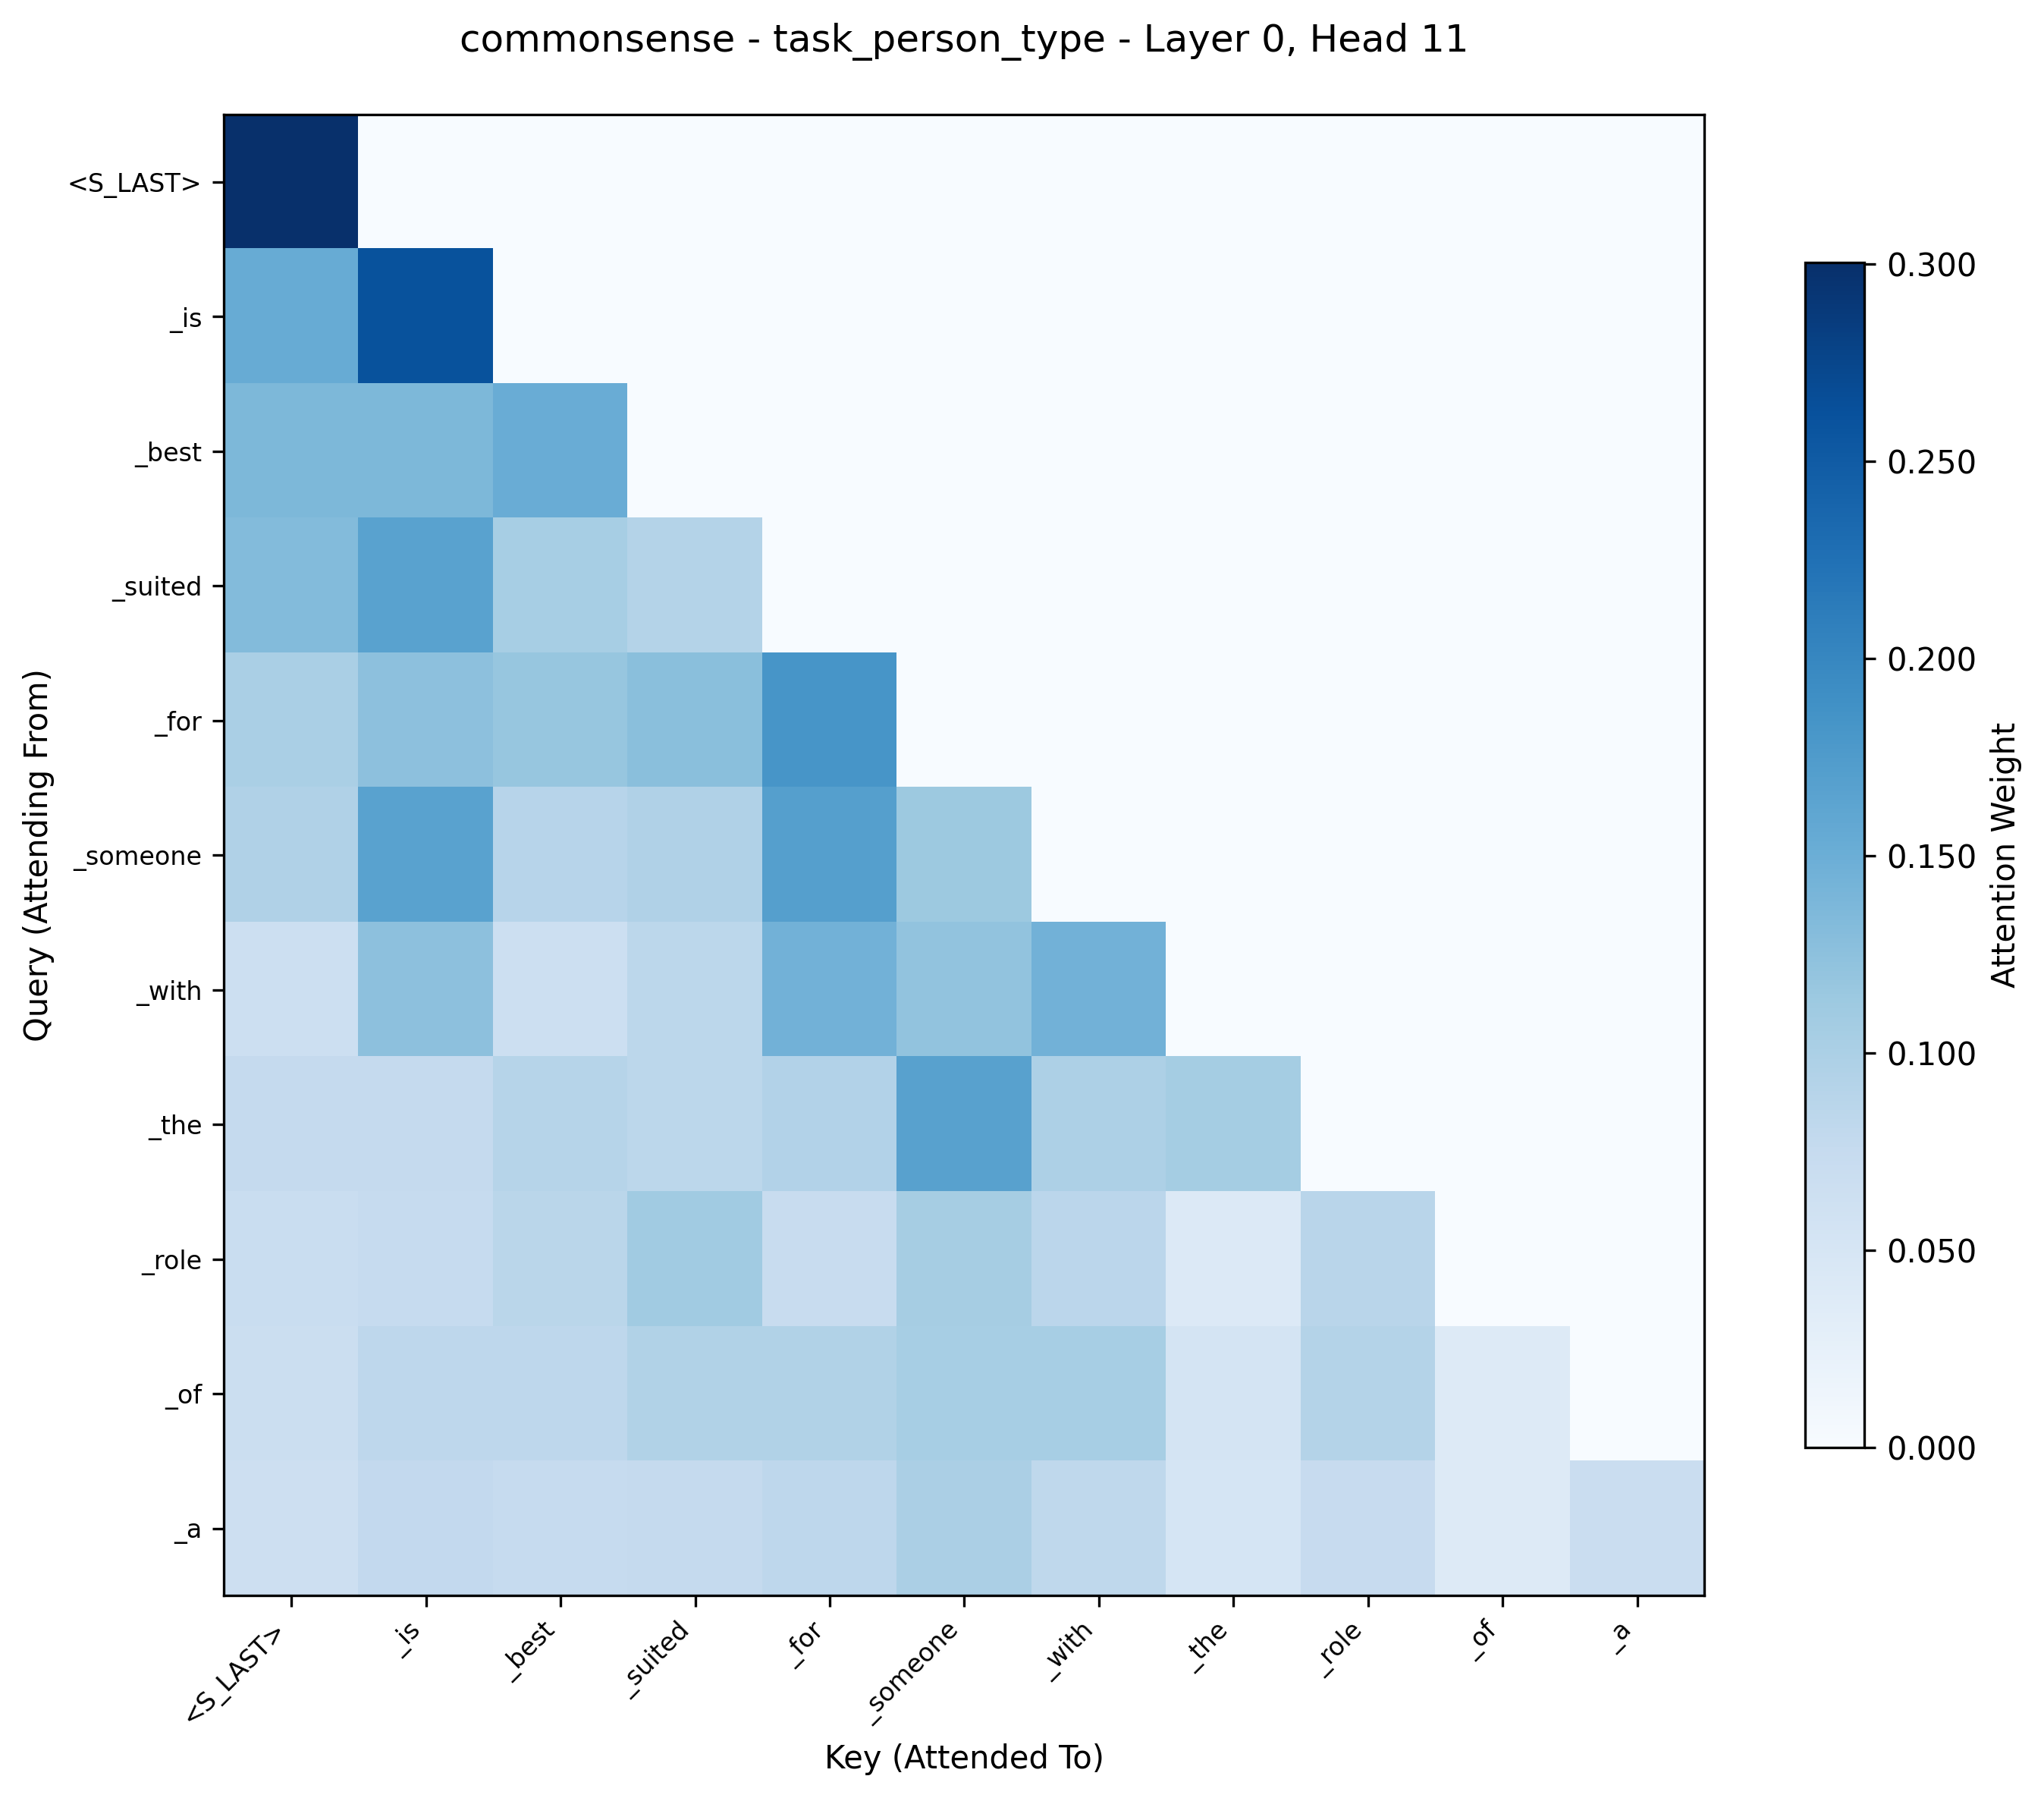 commonsense - task_person_type - Layer 0, Head 11
<S_LAST>
_is
_best
_suited
_for
_someone
_with
_the
_role
_of
_a
Query (Attending From)
<S_LAST>
_is
_best
_suited
_for
_someone
_with
_the
_role
_of
_a
Key (Attended To)
0.300
0.250
0.200
0.150
0.100
0.050
0.000
Attention Weight